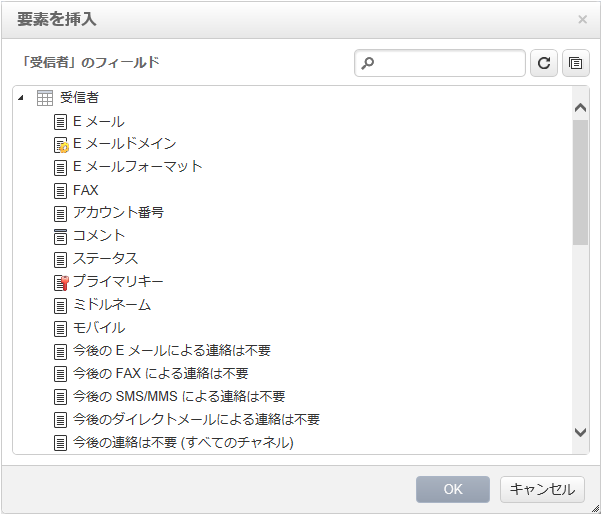 要素を挿入
「受信者」のフィールド
受信者
E メール
E メールドメイン
E メールフォーマット
FAX
アカウント番号
コメント
ステータス
プライマリキー
ミドルネーム
モバイル
今後の E メールによる連絡は不要
今後の FAX による連絡は不要
今後の SMS/MMS による連絡は不要
今後のダイレクトメールによる連絡は不要
今後の連絡は不要 (すべてのチャネル)
OK キャンセル